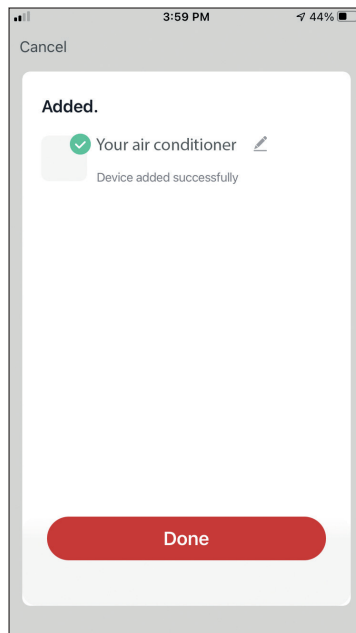 3:59 PM
44%
Cancel
Added.
Your air conditioner
Device added successfully
Done